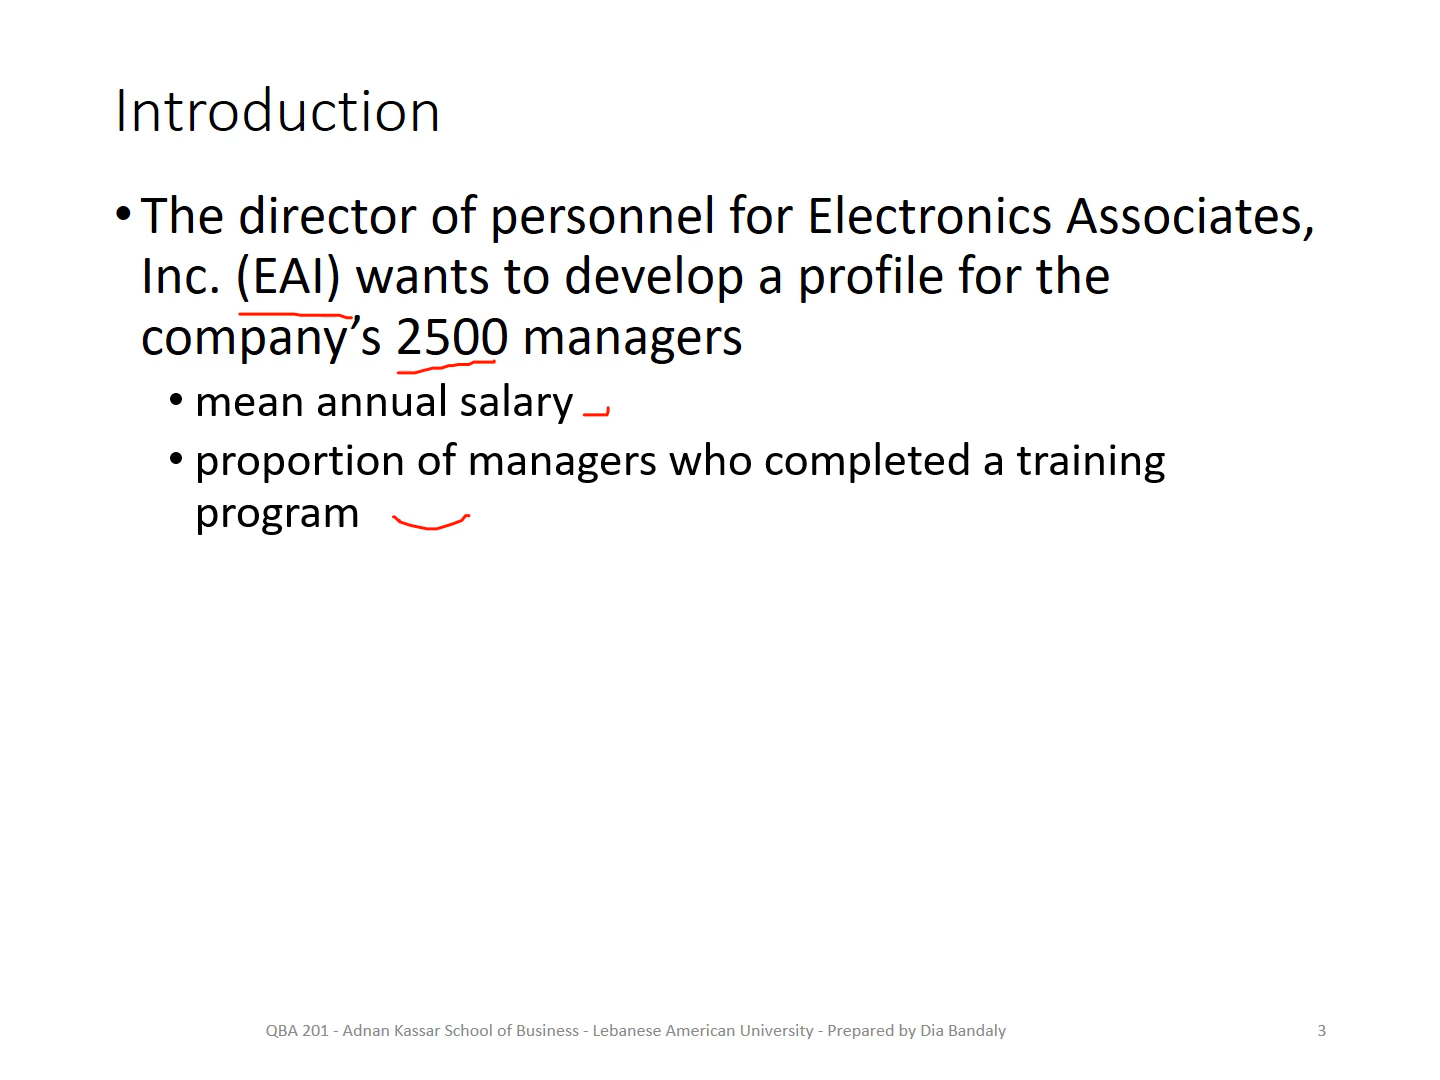 Introduction
• The director of personnel for Electronics Associates,
Inc. (EAI) wants to develop a profile for the
company’s 2500 managers
• mean annual salary
• proportion of managers who completed a training
program
QBA 201 - Adnan Kassar School of Business - Lebanese American University - Prepared by Dia Bandaly
3